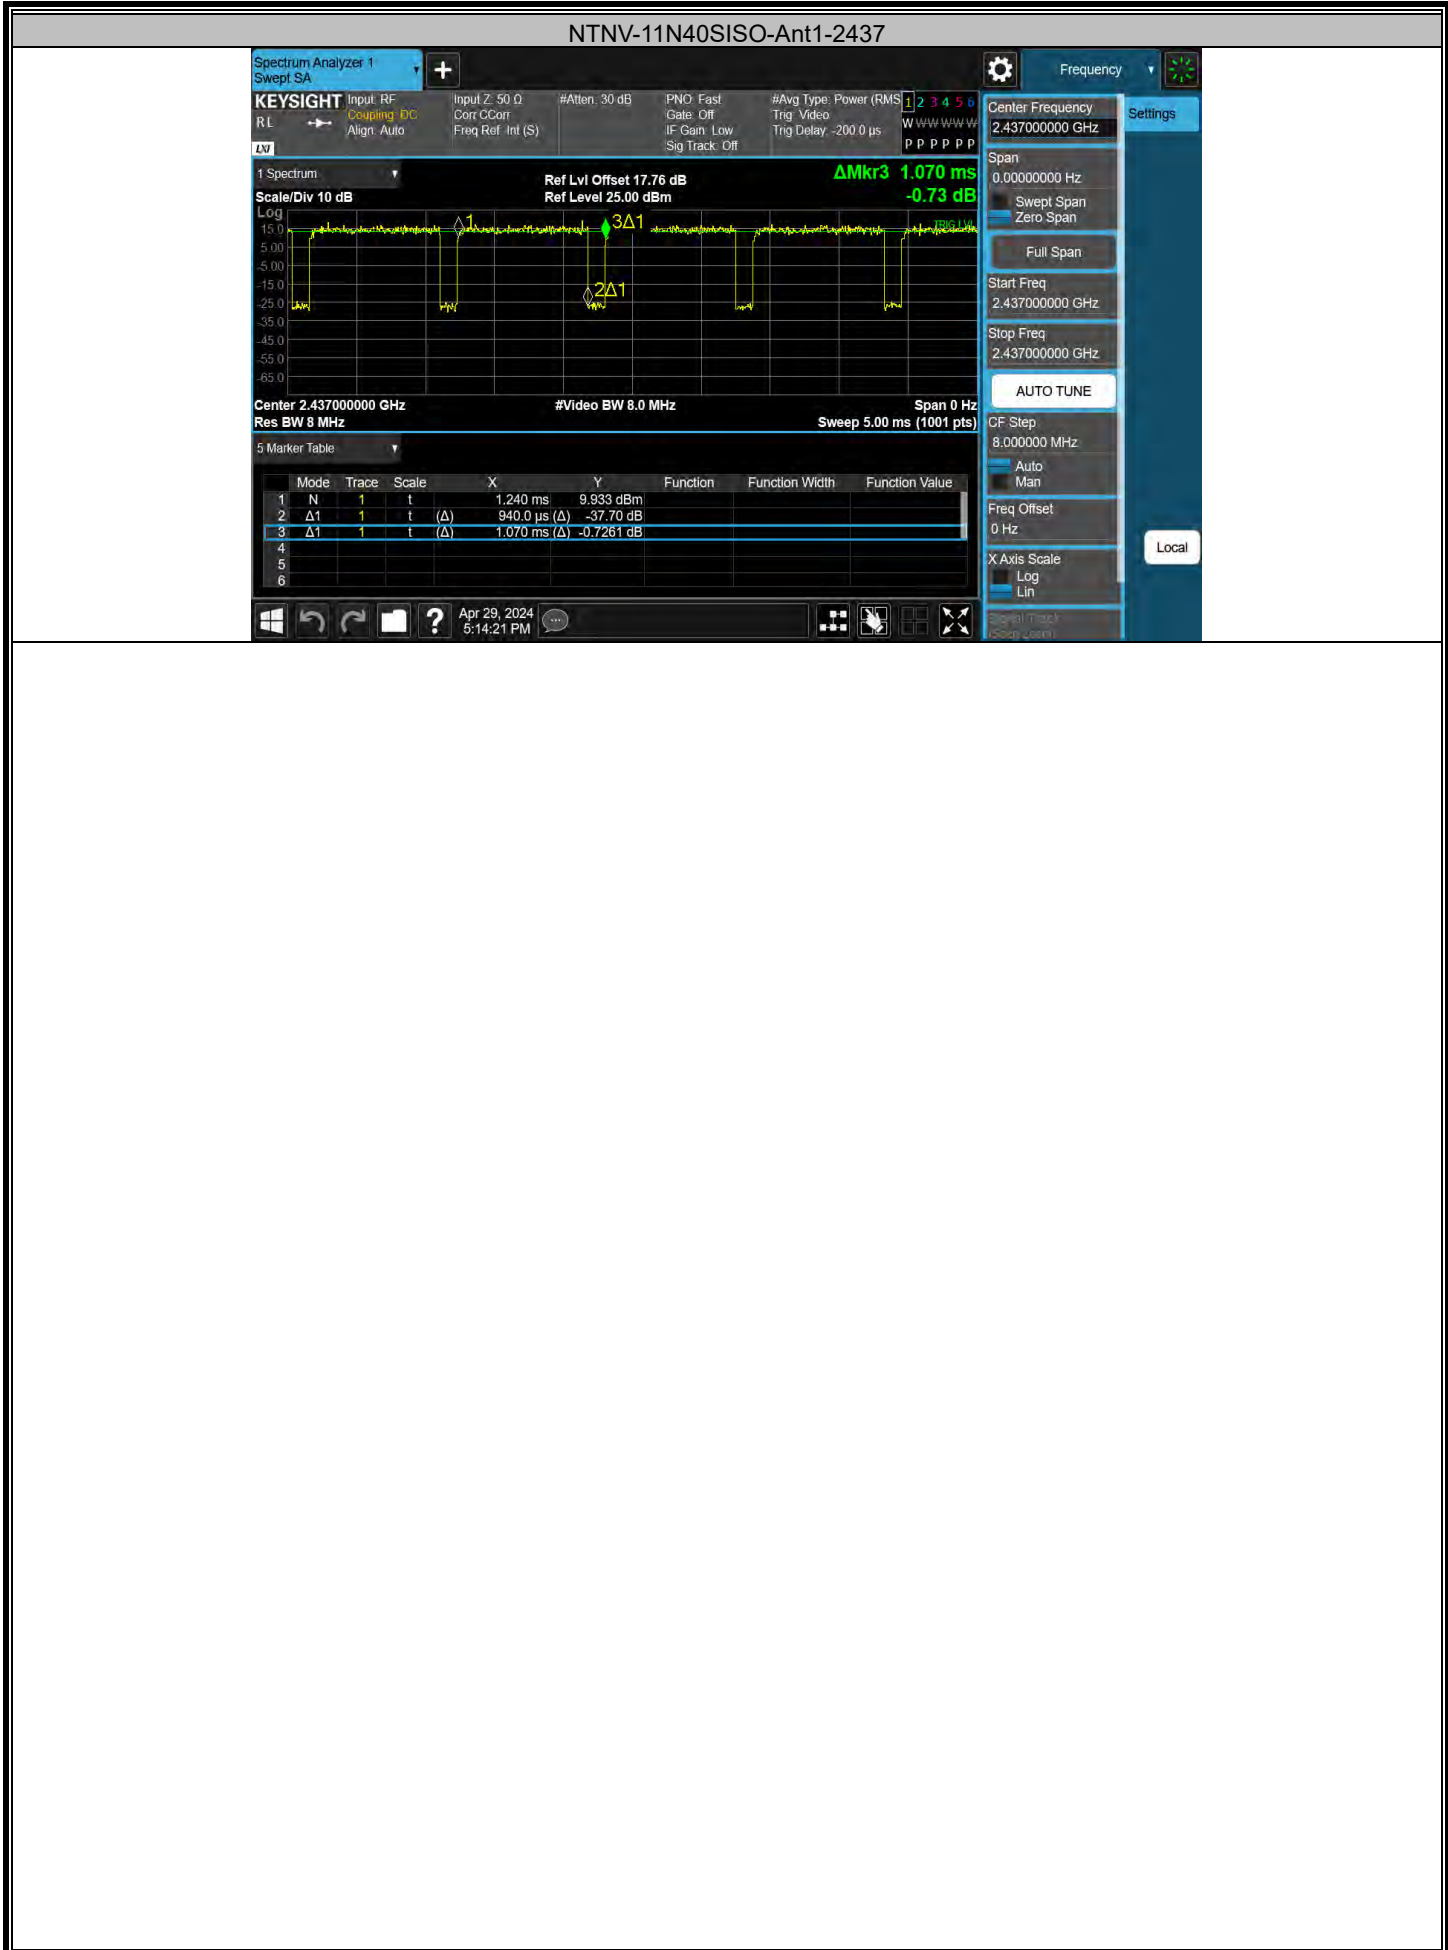 NTNV-11N40SISO-Ant1-2437
Spectrum Analyzer 1
Swept SA
Frequency
KEYSIGHT
RL
LXI
Input: RF
Coupling: DC
Align: Auto
Input Z: 50 Ω
Corr CCorr
Freq Ref: Int (S)
#Atten: 30 dB
PNO: Fast
Gate: Off
IF Gain: Low
Sig Track: Off
#Avg Type: Power (RMS
Trig: Video
Trig Delay: -200.0 µs
1 2 3 4 5 6
W W W W W W
P P P P P P
Center Frequency
2.437000000 GHz
Settings
Span
0.00000000 Hz
Swept Span
Zero Span
Full Span
Start Freq
2.437000000 GHz
Stop Freq
2.437000000 GHz
AUTO TUNE
CF Step
8.000000 MHz
Auto
Man
Freq Offset
0 Hz
X Axis Scale
Log
Lin
Signal Track
(Span Zoom)
Local
1 Spectrum
Scale/Div 10 dB
Ref Lvl Offset 17.76 dB
Ref Level 25.00 dBm
ΔMkr3 1.070 ms
-0.73 dB
Log
15.0
5.00
-5.00
-15.0
-25.0
-35.0
-45.0
-55.0
-65.0
1
3Δ1
2Δ1
TRIG LVL
Center 2.437000000 GHz
#Video BW 8.0 MHz
Span 0 Hz
Res BW 8 MHz
Sweep 5.00 ms (1001 pts)
5 Marker Table
Mode Trace Scale X Y Function Function Width Function Value
1 N 1 t 1.240 ms 9.933 dBm
2 Δ1 1 t (Δ) 940.0 µs (Δ) -37.70 dB
3 Δ1 1 t (Δ) 1.070 ms (Δ) -0.7261 dB
4
5
6
?
Apr 29, 2024
5:14:21 PM